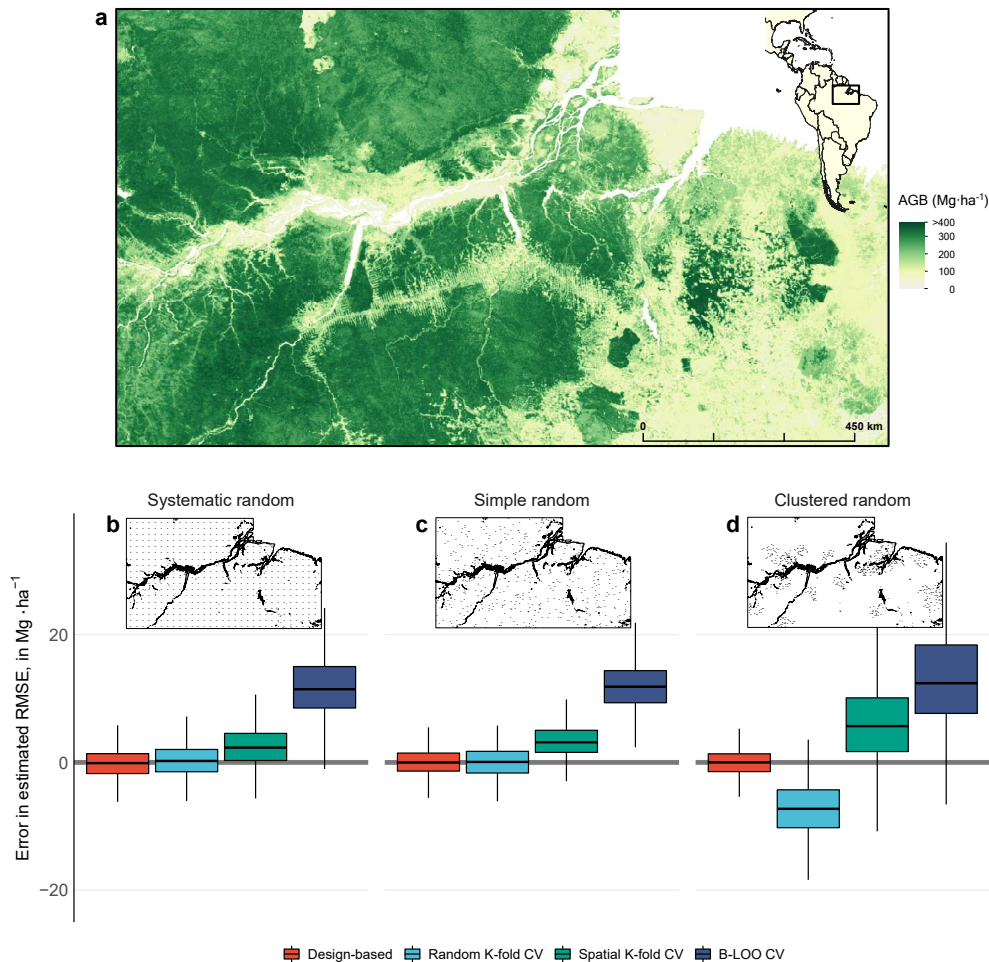 a
AGB (Mg·ha⁻¹)
>400
300
200
100
0
0
450 km
Systematic random
Simple random
Clustered random
b
c
d
Error in estimated RMSE, in Mg·ha⁻¹
20
0
−20
Design-based
Random K-fold CV
Spatial K-fold CV
B-LOO CV